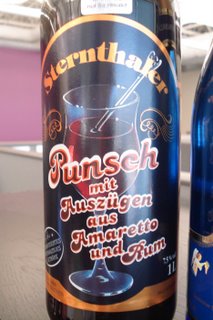 Sternthaler
Punsch
mit
Auszügen
aus
Amaretto
und Rum